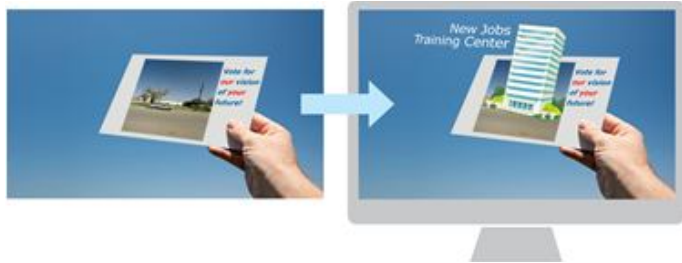 Vote for
our vision
of your
future!
New Jobs
Training Center
Vote for
our vision
of your
future!